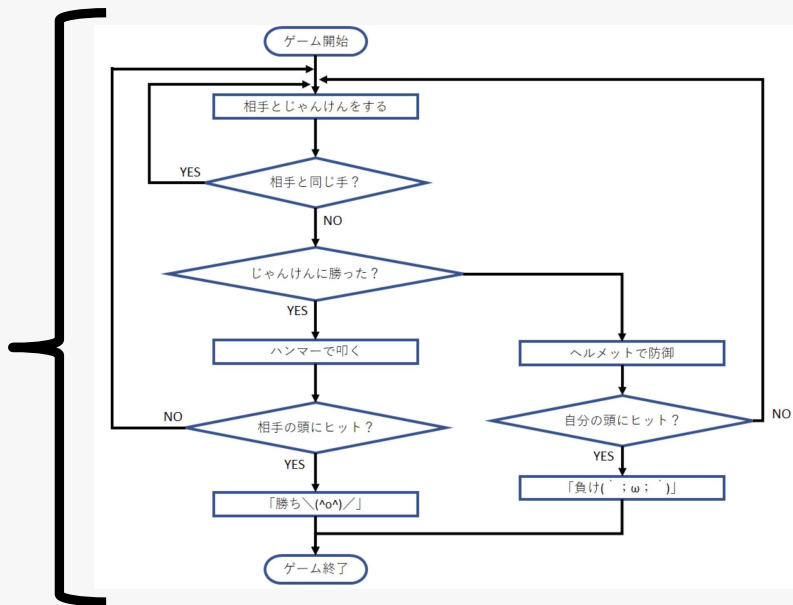 ゲーム開始
相手とじゃんけんをする
YES
相手と同じ手？
NO
じゃんけんに勝った？
YES
ハンマーで叩く
ヘルメットで防御
NO
相手の頭にヒット？
自分の頭にヒット？
NO
YES
YES
「勝ち＼(^o^)／」
「負け(｀；ω；´)」
ゲーム終了